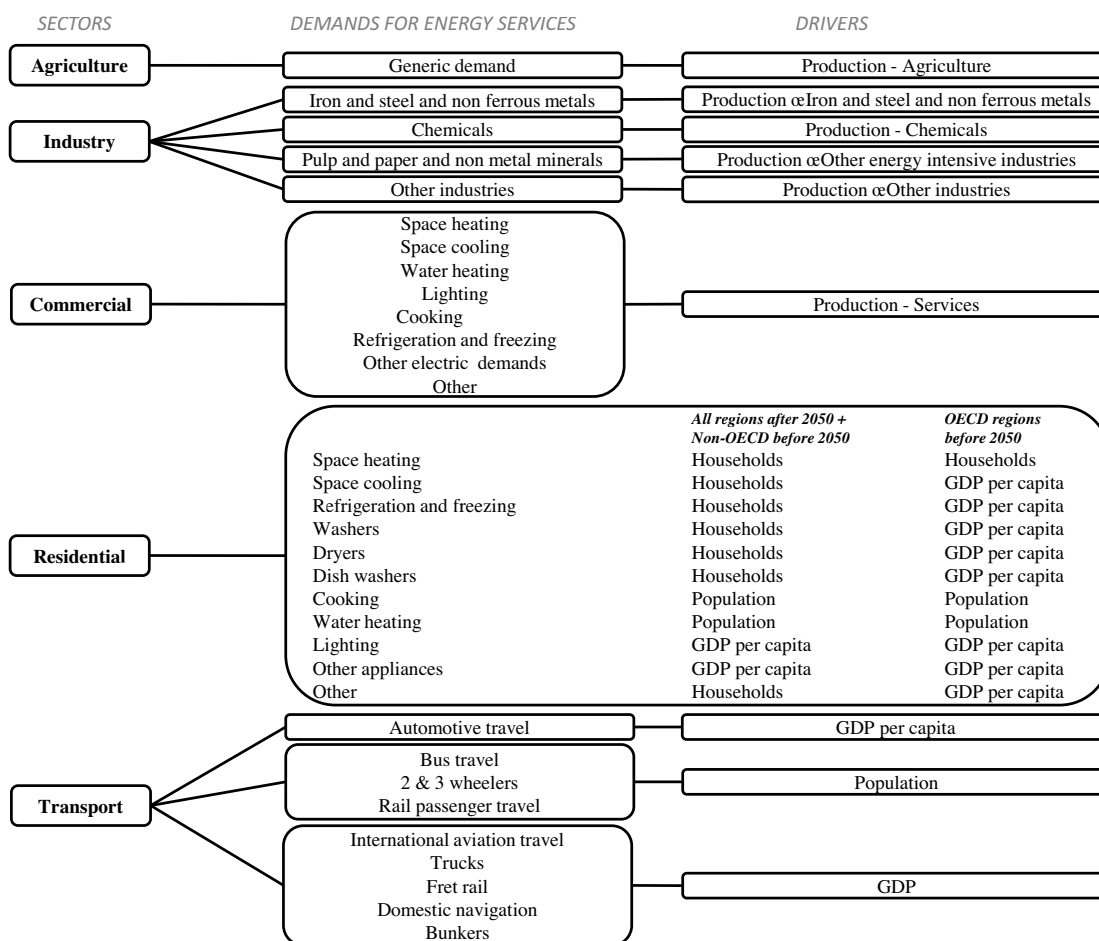 SECTORS DEMANDS FOR ENERGY SERVICES DRIVERS
Agriculture Generic demand Production - Agriculture
Iron and steel and non ferrous metals Production œIron and steel and non ferrous metals
Industry Chemicals Production - Chemicals
Pulp and paper and non metal minerals Production œOther energy intensive industries
Other industries Production œOther industries
Space heating
Space cooling
Water heating
Commercial Lighting Production - Services
Cooking
Refrigeration and freezing
Other electric demands
Other
All regions after 2050 + OECD regions
Non-OECD before 2050 before 2050
Space heating Households Households
Space cooling Households GDP per capita
Refrigeration and freezing Households GDP per capita
Washers Households GDP per capita
Residential Dryers Households GDP per capita
Dish washers Households GDP per capita
Cooking Population Population
Water heating Population Population
Lighting GDP per capita GDP per capita
Other appliances GDP per capita GDP per capita
Other Households GDP per capita
Automotive travel GDP per capita
Bus travel
2 & 3 wheelers Population
Transport Rail passenger travel
International aviation travel
Trucks
Fret rail GDP
Domestic navigation
Bunkers